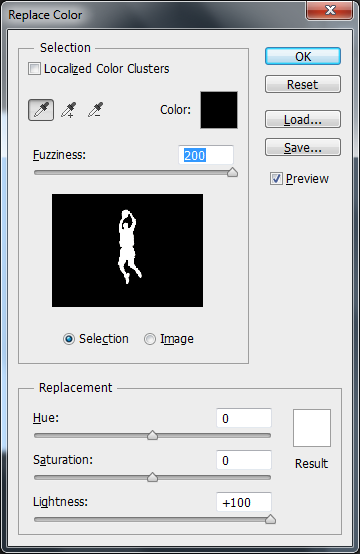 Replace Color
Selection
OK
Localized Color Clusters
Reset
Color:
Load...
Fuzziness:
200
Save...
Preview
Selection
Image
Replacement
Hue:
0
Saturation:
0
Result
Lightness:
+100